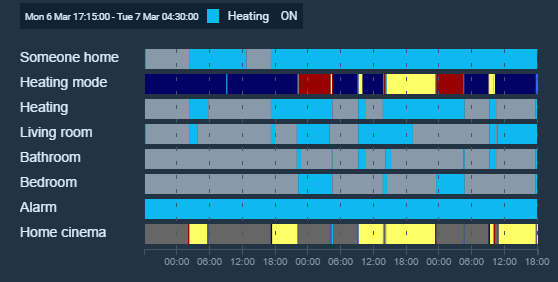 Mon 6 Mar 17:15:00 - Tue 7 Mar 04:30:00 Heating ON
Someone home
Heating mode
Heating
Living room
Bathroom
Bedroom
Alarm
Home cinema
00:00 06:00 12:00 18:00 00:00 06:00 12:00 18:00 00:00 06:00 12:00 18:00